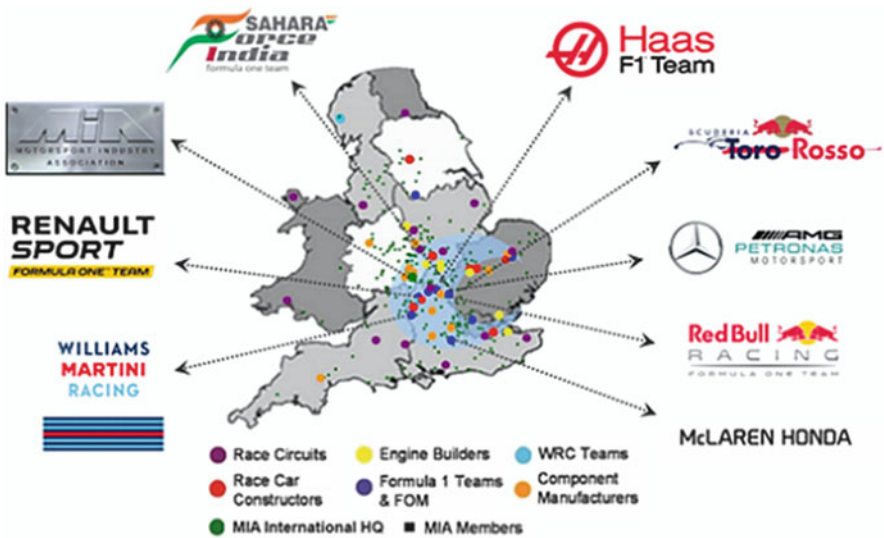 SAHARA
Force
India
formula one team
Haas
F1 Team
MIA
MOTORSPORT INDUSTRY
ASSOCIATION
SCUDERIA
Toro Rosso
RENAULT
SPORT
FORMULA ONE TEAM
AMG
PETRONAS
MOTORSPORT
WILLIAMS
MARTINI
RACING
Red Bull
RACING
FORMULA ONE TEAM
McLAREN HONDA
Race Circuits
Engine Builders
WRC Teams
Race Car
Constructors
Formula 1 Teams
& FOM
Component
Manufacturers
MIA International HQ
MIA Members